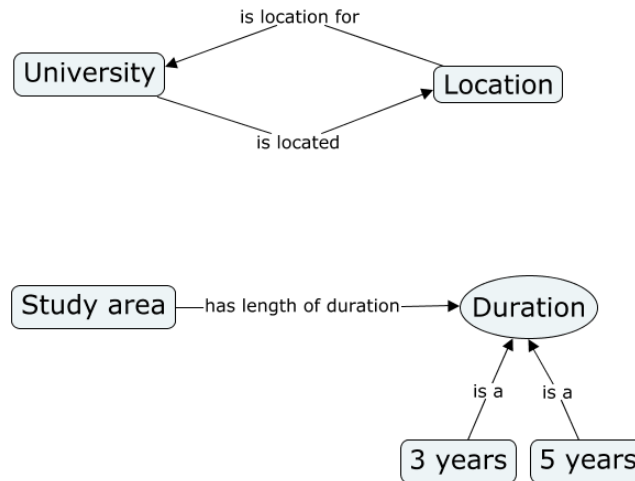 is location for
University
Location
is located
Study area
has length of duration
Duration
is a
is a
3 years
5 years